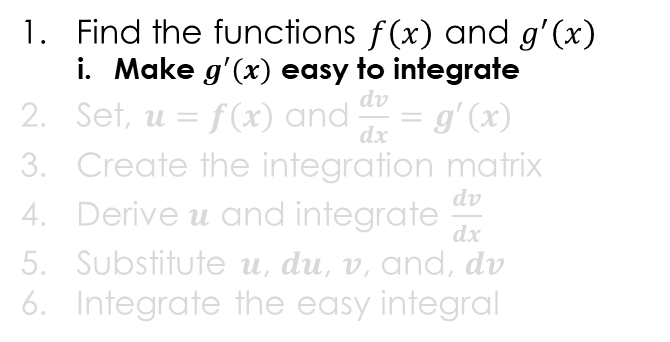 1. Find the functions f(x) and g′(x)
i. Make g′(x) easy to integrate
2. Set, u = f(x) and dv/dx = g′(x)
3. Create the integration matrix
4. Derive u and integrate dv/dx
5. Substitute u, du, v, and, dv
6. Integrate the easy integral